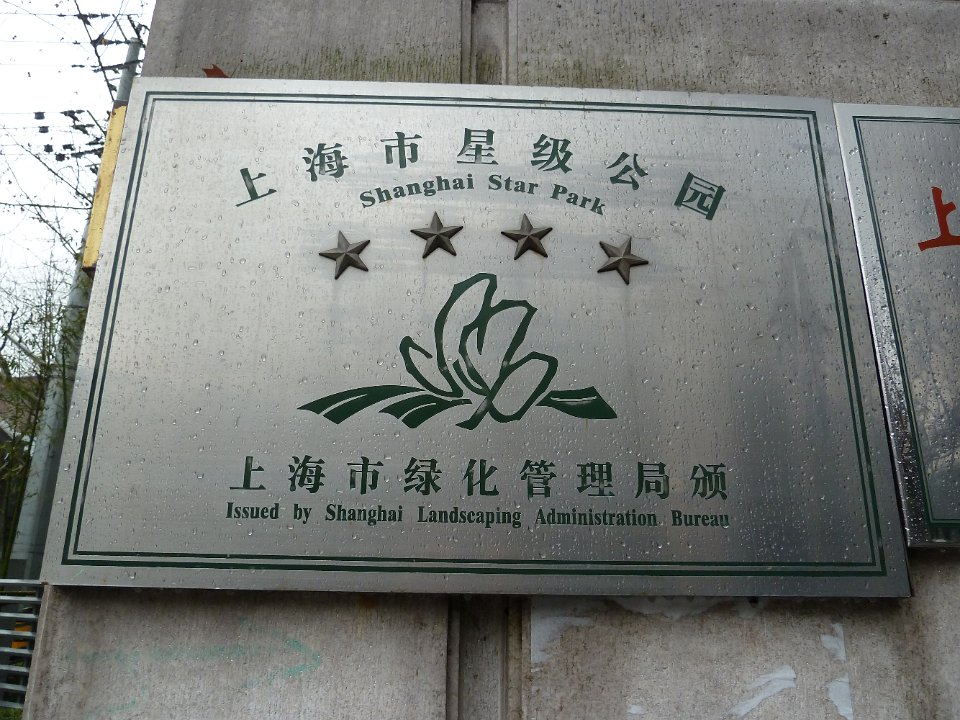 上海市星级公园
Shanghai Star Park
上海市绿化管理局颁
Issued by Shanghai Landscaping Administration Bureau
上